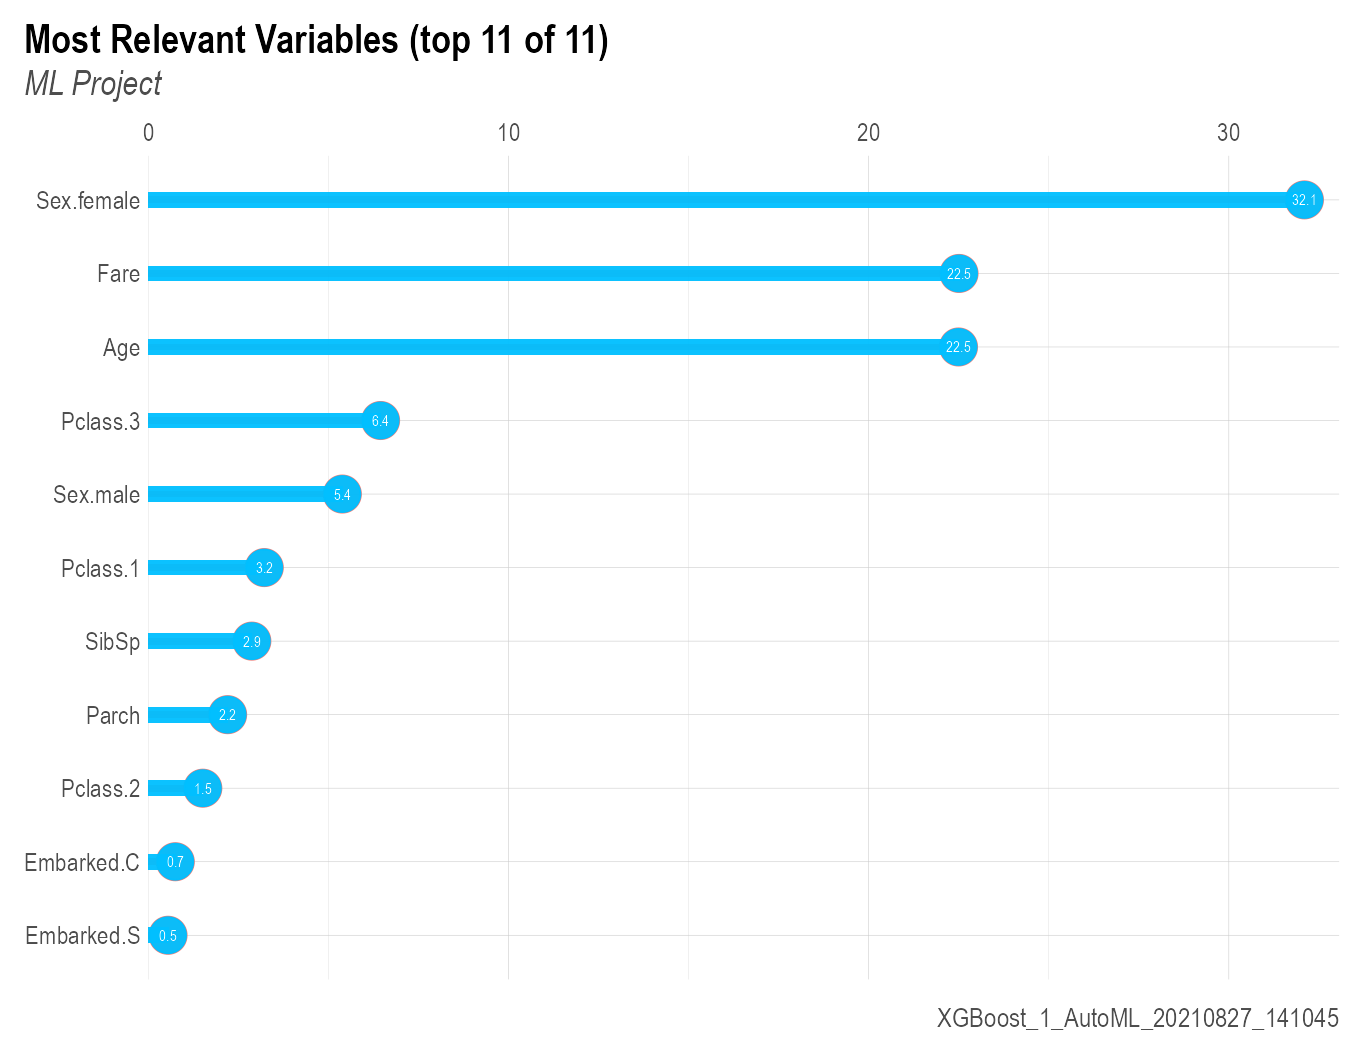 Most Relevant Variables (top 11 of 11)
ML Project
0 10 20 30
Sex.female 32.1
Fare 22.5
Age 22.5
Pclass.3 6.4
Sex.male 5.4
Pclass.1 3.2
SibSp 2.9
Parch 2.2
Pclass.2 1.5
Embarked.C 0.7
Embarked.S 0.5
XGBoost_1_AutoML_20210827_141045